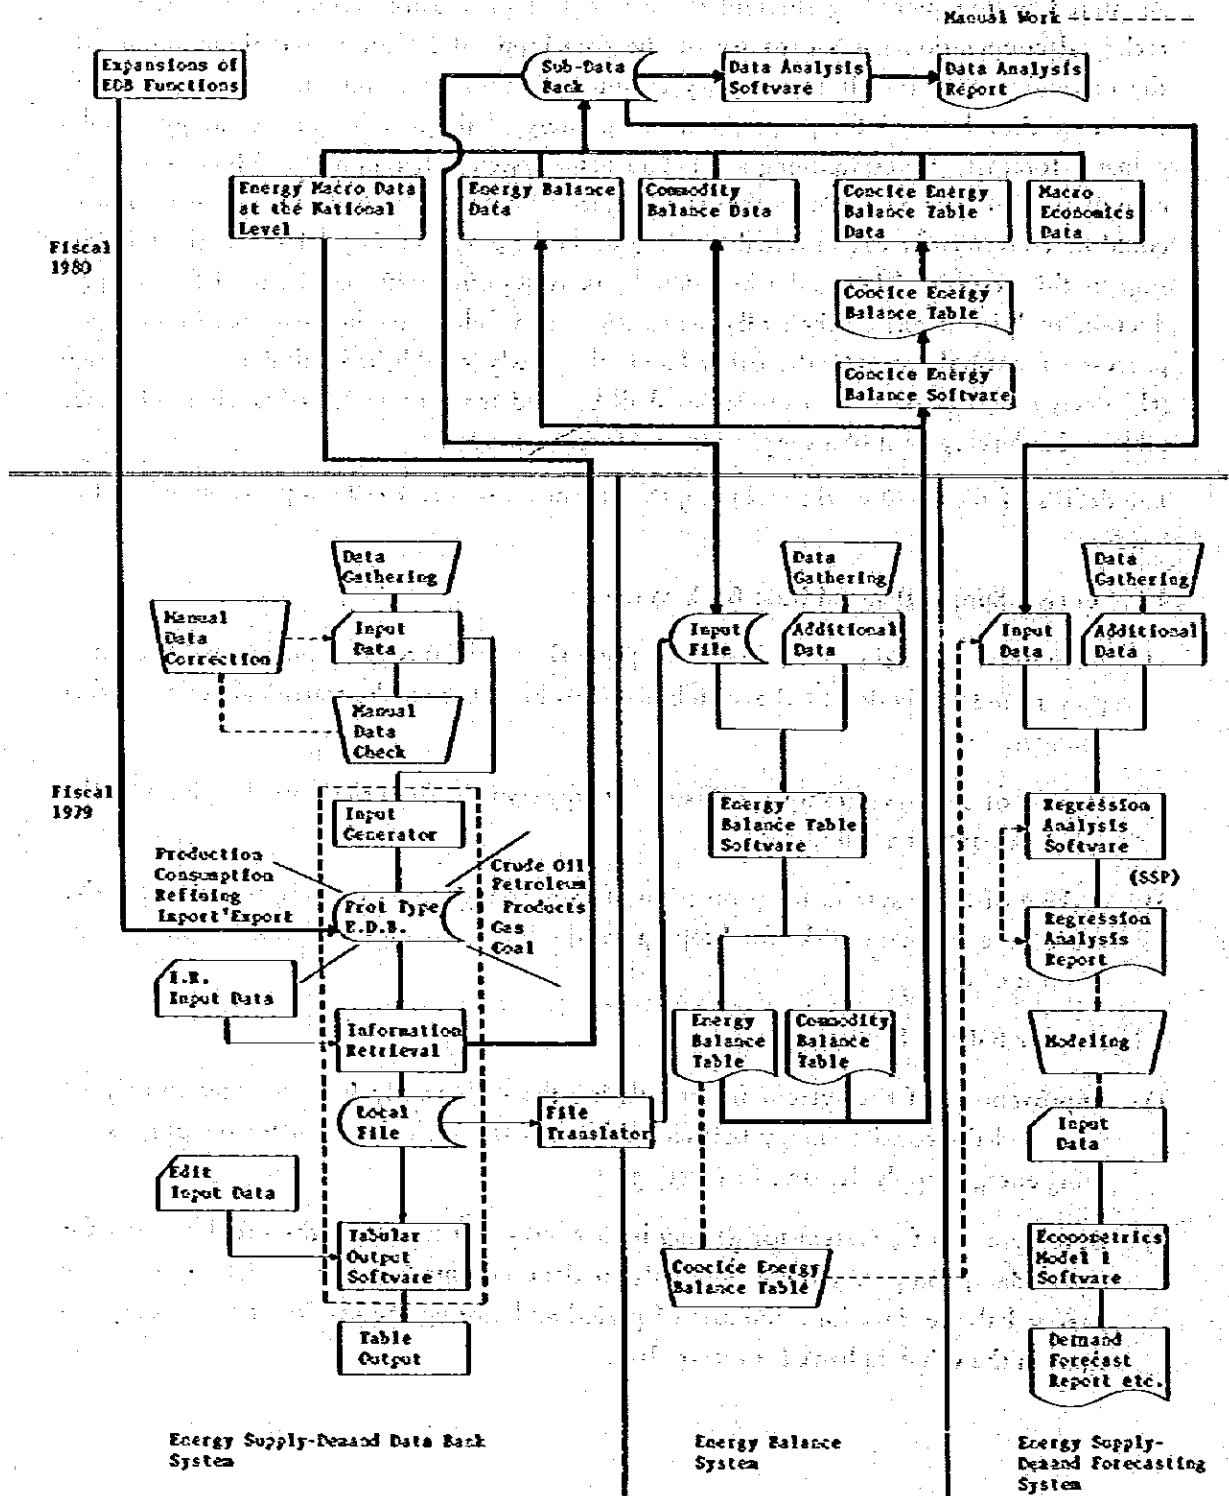 Manual Work
Expansions of
EDB Functions
Sub-Data
Back
Data Analysis
Software
Data Analysis
Report
Energy Macro Data
at the National
Level
Energy Balance
Data
Commodity
Balance Data
Concice Energy
Balance Table
Data
Macro
Economics
Data
Fiscal
1980
Concice Energy
Balance Table
Concice Energy
Balance Software
Data
Gathering
Data
Gathering
Data
Gathering
Manual
Data
Correction
Input
Data
Input
File
Additional
Data
Input
Data
Additional
Data
Manual
Data
Check
Fiscal
1979
Input
Generator
Energy
Balance Table
Software
Regression
Analysis
Software
(SSP)
Production
Consumption
Refining
Import'Export
Prot Type
E.D.B.
Crude Oil
Petroleum
Products
Gas
Coal
Regression
Analysis
Report
I.R.
Input Data
Information
Retrieval
Energy
Balance
Table
Commodity
Balance
Table
Modeling
Local
File
File
Translator
Input
Data
Edit
Input Data
Tabular
Output
Software
Concice Energy
Balance Table
Econometrics
Model I
Software
Table
Output
Demand
Forecast
Report etc.
Energy Supply-Demand Data Back
System
Energy Balance
System
Energy Supply-
Demand Forecasting
System